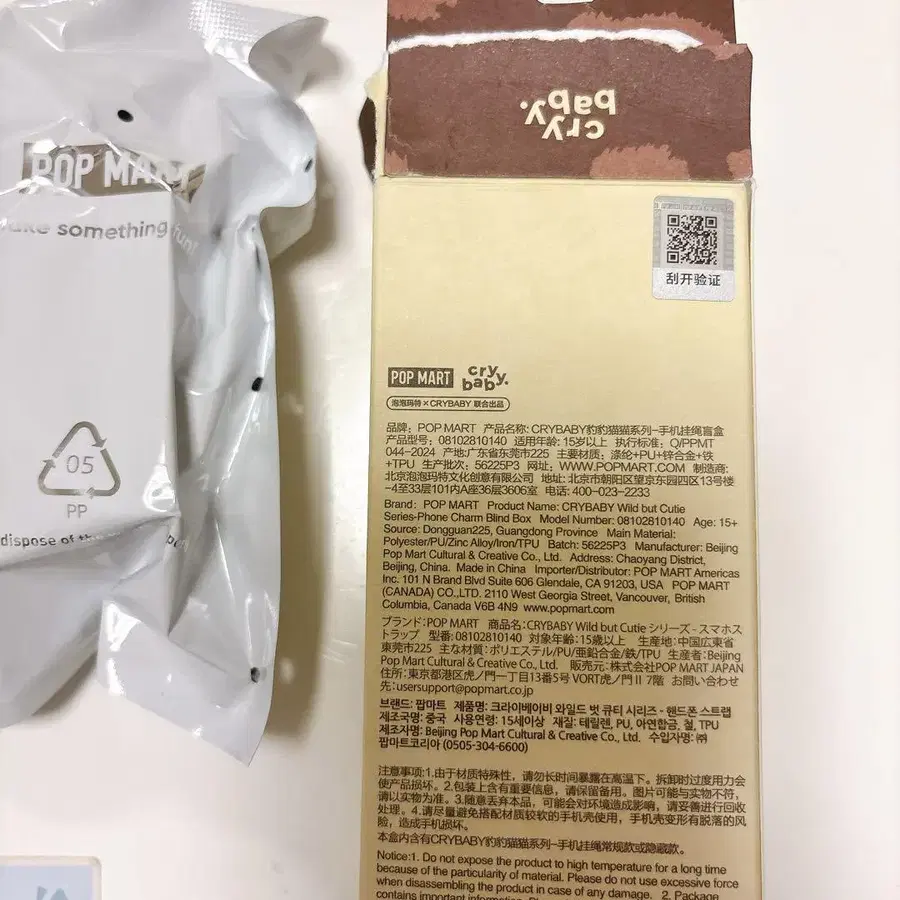 cry
baby.
POP MART
make something fun!
05
PP
dispose of
刮开验证
POP MART cry baby.
泡泡玛特×CRYBABY 联合出品
品牌：POP MART 产品名称：CRYBABY豹豹猫猫系列-手机挂绳盲盒
产品型号：08102810140 适用年龄：15岁以上 执行标准：Q/PPMT
044-2024 产地:广东省东莞市225 主要材质：涤纶+PU+锌合金+铁
+TPU 生产批次：56225P3 网址：WWW.POPMART.COM 制造商：
北京泡泡玛特文化创意有限公司 地址：北京市朝阳区望京东园四区13号楼
-4至33层101内A座36层3606室 电话：400-023-2233
Brand： POP MART Product Name: CRYBABY Wild but Cutie
Series-Phone Charm Blind Box Model Number: 08102810140 Age: 15+
Source: Dongguan225, Guangdong Province Main Material:
Polyester/PU/Zinc Alloy/Iron/TPU Batch: 56225P3 Manufacturer: Beijing
Pop Mart Cultural & Creative Co., Ltd. Address: Chaoyang District,
Beijing, China. Made in China Importer/Distributor: POP MART Americas
Inc. 101 N Brand Blvd Suite 606 Glendale, CA 91203, USA POP MART
(CANADA) CO.,LTD. 2110 West Georgia Street, Vancouver, British
Columbia, Canada V6B 4N9 www.popmart.com
ブランド：POP MART 商品名：CRYBABY Wild but Cutie シリーズ - スマホス
トラップ 型番: 08102810140 対象年齢：15歳以上 生産地：中国広東省
東莞市225 主な材質：ポリエステル/PU/亜鉛合金/鉄/TPU 生産者：Beijing
Pop Mart Cultural & Creative Co., Ltd. 販売元：株式会社POP MART JAPAN
住所：東京都港区虎ノ門一丁目13番5号 VORT虎ノ門Ⅱ 7階 お問い合わせ
先：usersupport@popmart.co.jp
브랜드: 팝마트 제품명: 크라이베이비 와일드 벗 큐티 시리즈 - 핸드폰 스트랩
제조국명: 중국 사용연령: 15세이상 재질: 테릴렌, PU, 아연합금, 철, TPU
제조자명: Beijing Pop Mart Cultural & Creative Co., Ltd. 수입자명: ㈜
팝마트코리아 (0505-304-6600)
注意事项:1.由于材质特殊性，请勿长时间暴露在高温下。拆卸时过度用力会
使产品损坏。2.包装上含有重要信息，请保留备用。图片可能与实物不符，
请以实物为准。3.随意丢弃本品，可能会对环境造成影响，请妥善进行回收
处理。4.请尽量避免搭配材质较软的手机壳使用，手机壳变形有脱落的风
险，造成手机损坏。
本盒内含有CRYBABY豹豹猫猫系列-手机挂绳常规款或隐藏款。
Notice:1. Do not expose the product to high temperature for a long time
because of the particularity of material. Please do not use excessive force
when disassembling the product in case of any damage. 2. Package
contains important information.